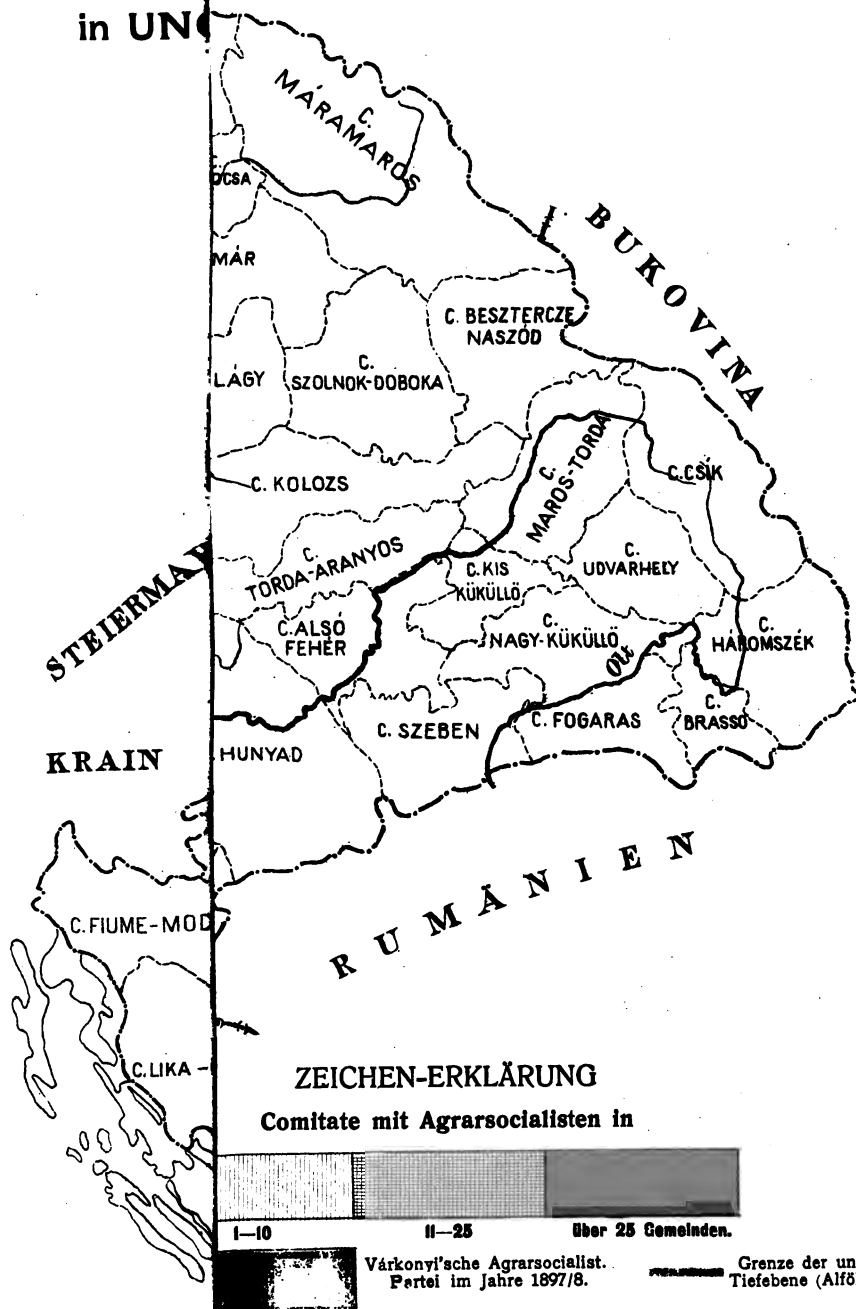 in UN
C.
MÁRAMAROS
C.
ÓCSA
MÁR
BUKOVINA
C. BESZTERCZE
NASZÓD
LÁGY
C.
SZOLNOK-DOBOKA
C. KOLOZS
C.
MAROS-TORDA
C. CSÍK
STEIERMAR
C.
TORDA-ARANYOS
C. KIS
KÜKÜLLÖ
C.
UDVARHELY
C. ALSÓ
FEHÉR
C.
NAGY-KÜKÜLLÖ
Olt
C.
HÁROMSZÉK
C. SZEBEN
C. FOGARAS
C.
BRASSÓ
KRAIN
HUNYAD
RUMÄNIEN
C. FIUME-MOD
C. LIKA -
ZEICHEN-ERKLÄRUNG
Comitate mit Agrarsocialisten in
1—10 11—25 über 25 Gemeinden.
Várkonyi'sche Agrarsocialist.
Partei im Jahre 1897/8.
Grenze der un
Tiefebene (Alfö